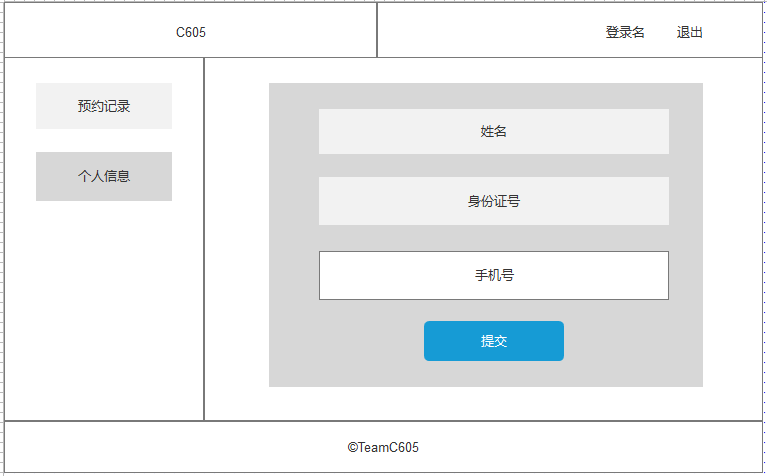 C605
登录名 退出
预约记录
个人信息
姓名
身份证号
手机号
提交
©TeamC605